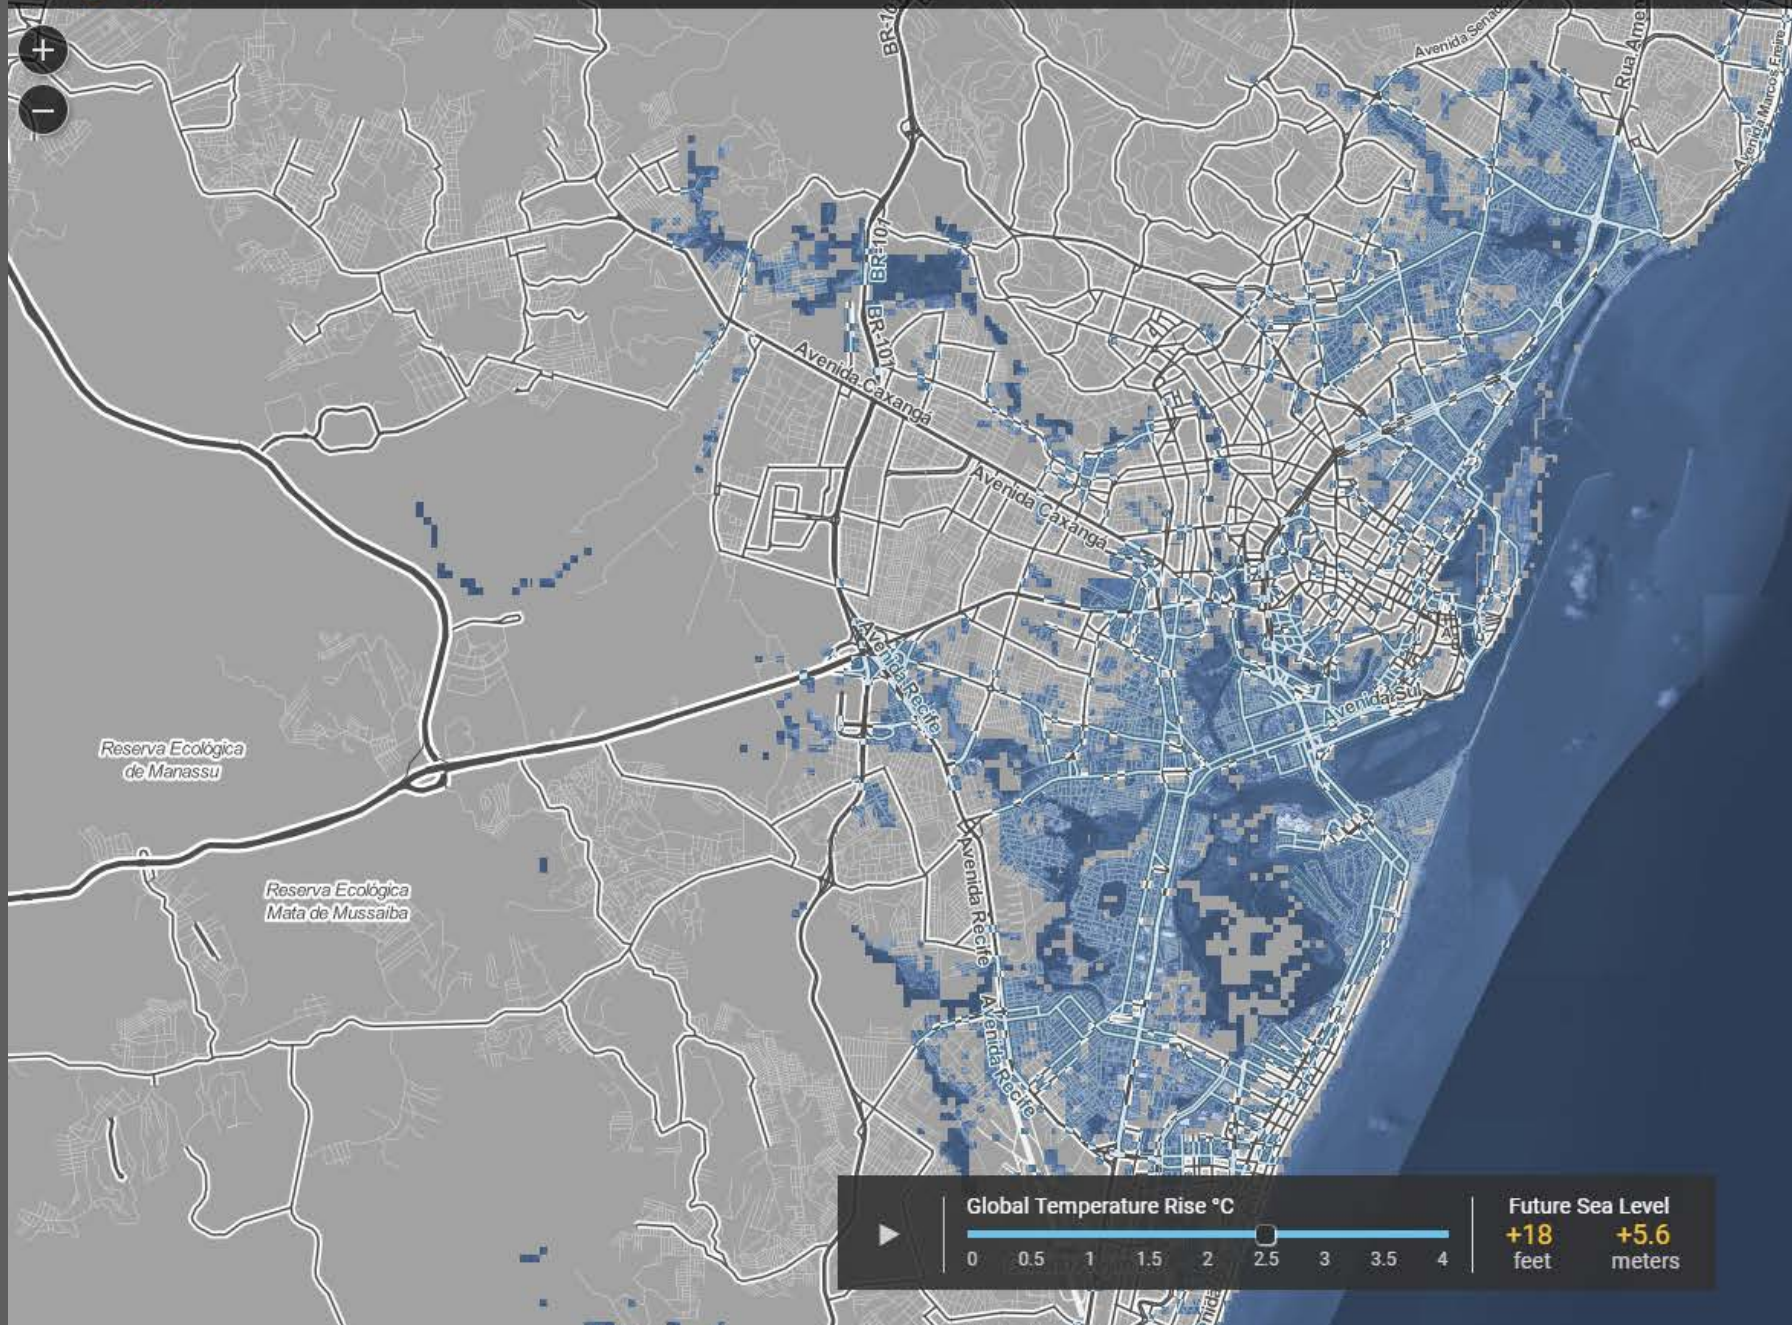 +
−
BR-101
Avenida
Rua
Avenida Marcos Freire
BR-101
BR-101
Avenida Caxangá
Avenida Caxangá
Avenida Recife
Avenida Sul
Reserva Ecológica
de Manassu
Avenida Recife
Reserva Ecológica
Mata de Mussaíba
Avenida Recife
Global Temperature Rise °C
0 0.5 1 1.5 2 2.5 3 3.5 4
Future Sea Level
+18 +5.6
feet meters